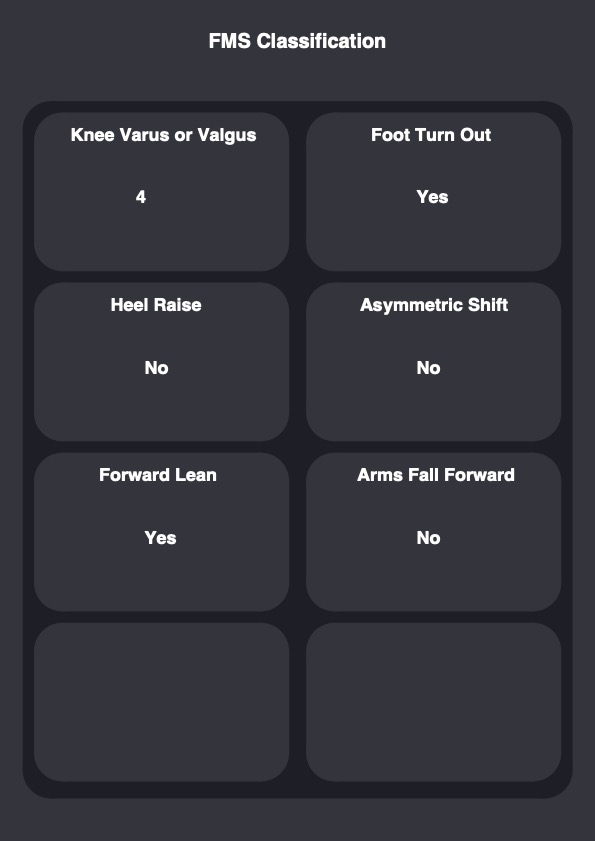 FMS Classification
Knee Varus or Valgus
4
Foot Turn Out
Yes
Heel Raise
No
Asymmetric Shift
No
Forward Lean
Yes
Arms Fall Forward
No